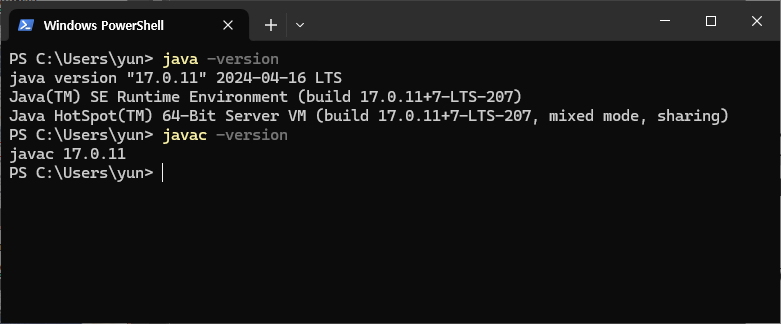 Windows PowerShell
PS C:\Users\yun> java -version
java version "17.0.11" 2024-04-16 LTS
Java(TM) SE Runtime Environment (build 17.0.11+7-LTS-207)
Java HotSpot(TM) 64-Bit Server VM (build 17.0.11+7-LTS-207, mixed mode, sharing)
PS C:\Users\yun> javac -version
javac 17.0.11
PS C:\Users\yun>